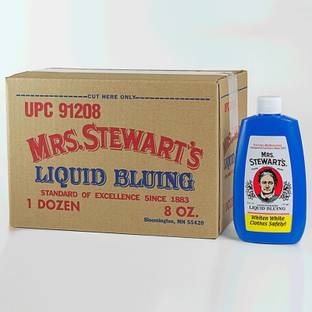 CUT HERE ONLY
UPC 91208
MRS. STEWART'S
LIQUID BLUING
STANDARD OF EXCELLENCE SINCE 1883
1 DOZEN 8 OZ.
Bloomington, MN 55420
MRS.
STEWART'S
LIQUID BLUING
Whiten White
Clothes Safely!